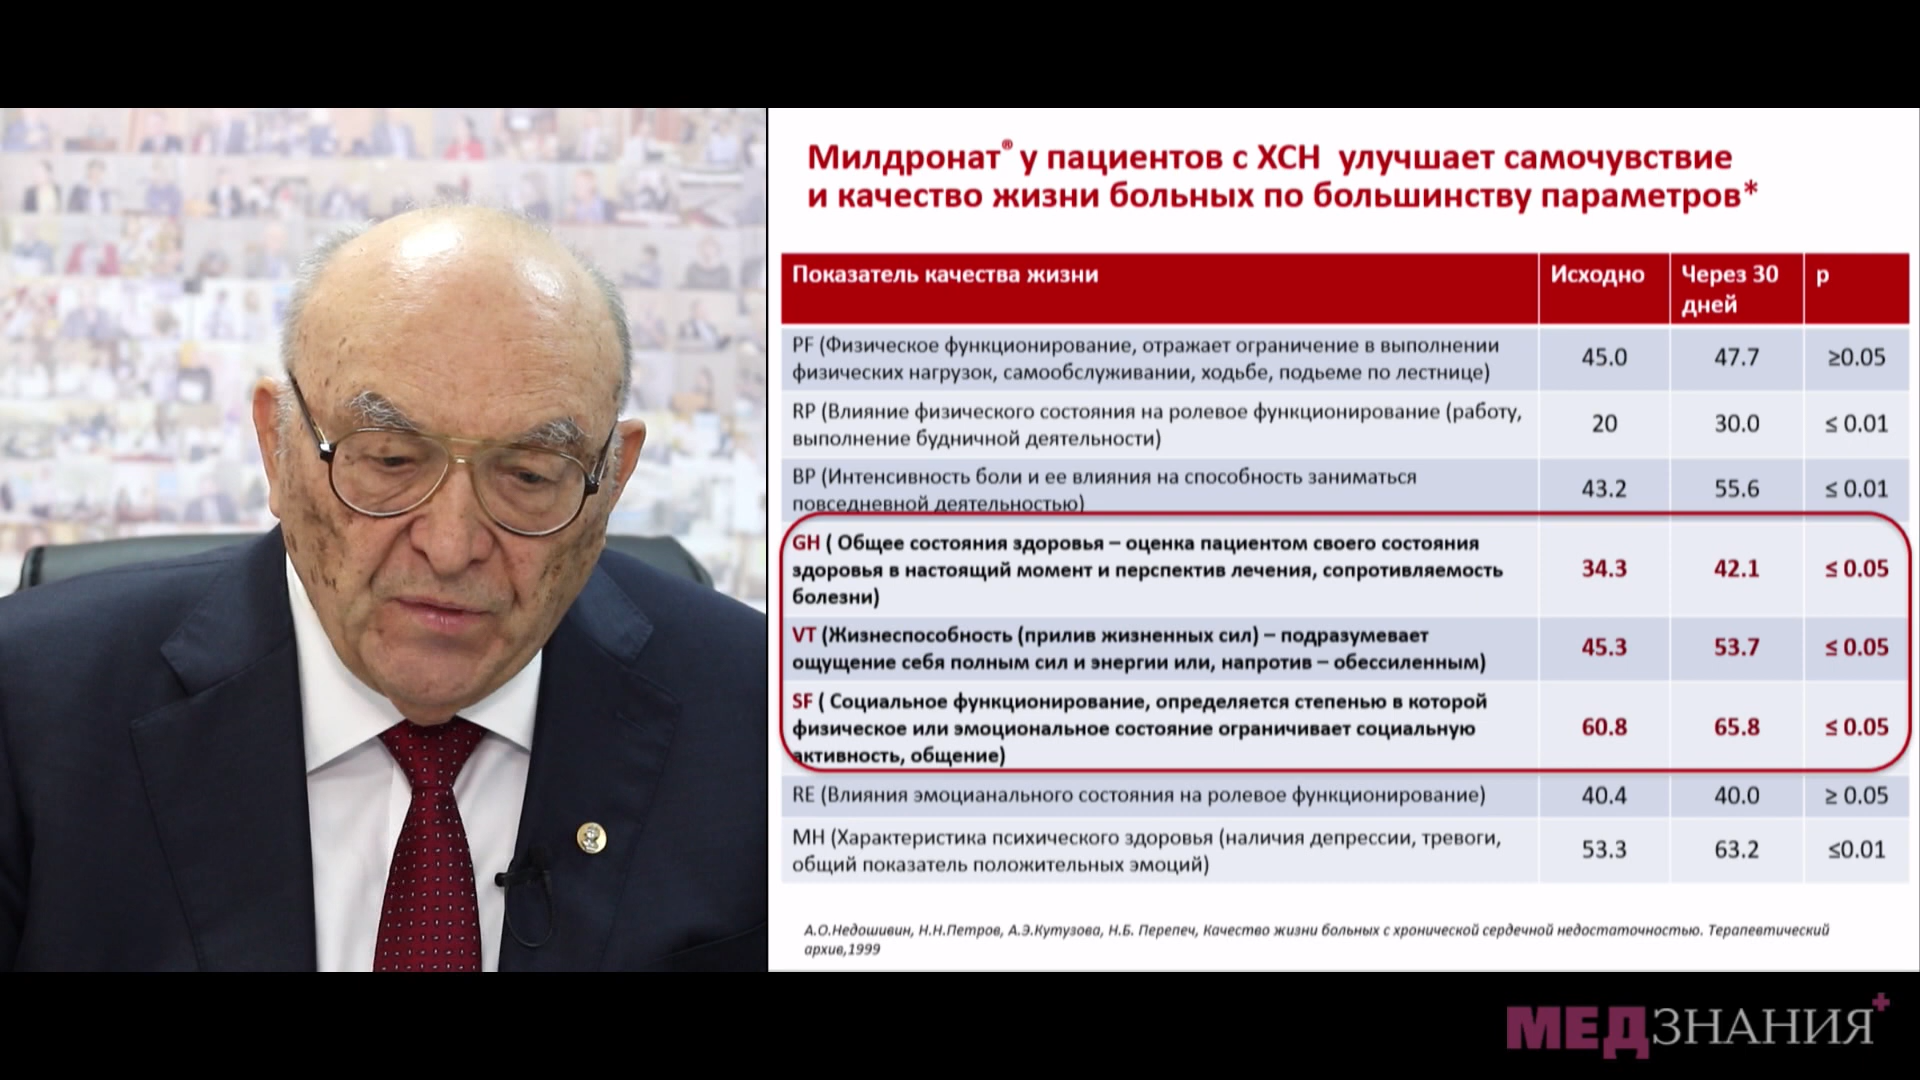 Милдронат® у пациентов с ХСН улучшает самочувствие
и качество жизни больных по большинству параметров*
Показатель качества жизни
Исходно
Через 30
дней
р
PF (Физическое функционирование, отражает ограничение в выполнении
физических нагрузок, самообслуживании, ходьбе, подьеме по лестнице)
45.0
47.7
≥0.05
RP (Влияние физического состояния на ролевое функционирование (работу,
выполнение будничной деятельности)
20
30.0
≤ 0.01
BP (Интенсивность боли и ее влияния на способность заниматься
повседневной деятельностью)
43.2
55.6
≤ 0.01
GH ( Общее состояния здоровья – оценка пациентом своего состояния
здоровья в настоящий момент и перспектив лечения, сопротивляемость
болезни)
34.3
42.1
≤ 0.05
VT (Жизнеспособность (прилив жизненных сил) – подразумевает
ощущение себя полным сил и энергии или, напротив – обессиленным)
45.3
53.7
≤ 0.05
SF ( Социальное функционирование, определяется степенью в которой
физическое или эмоциональное состояние ограничивает социальную
активность, общение)
60.8
65.8
≤ 0.05
RE (Влияния эмоцианального состояния на ролевое функционирование)
40.4
40.0
≥ 0.05
MH (Характеристика психического здоровья (наличия депрессии, тревоги,
общий показатель положительных эмоций)
53.3
63.2
≤0.01
А.О.Недошивин, Н.Н.Петров, А.Э.Кутузова, Н.Б. Перепеч, Качество жизни больных с хронической сердечной недостаточностью. Терапевтический
архив,1999
МЕДЗНАНИЯ+